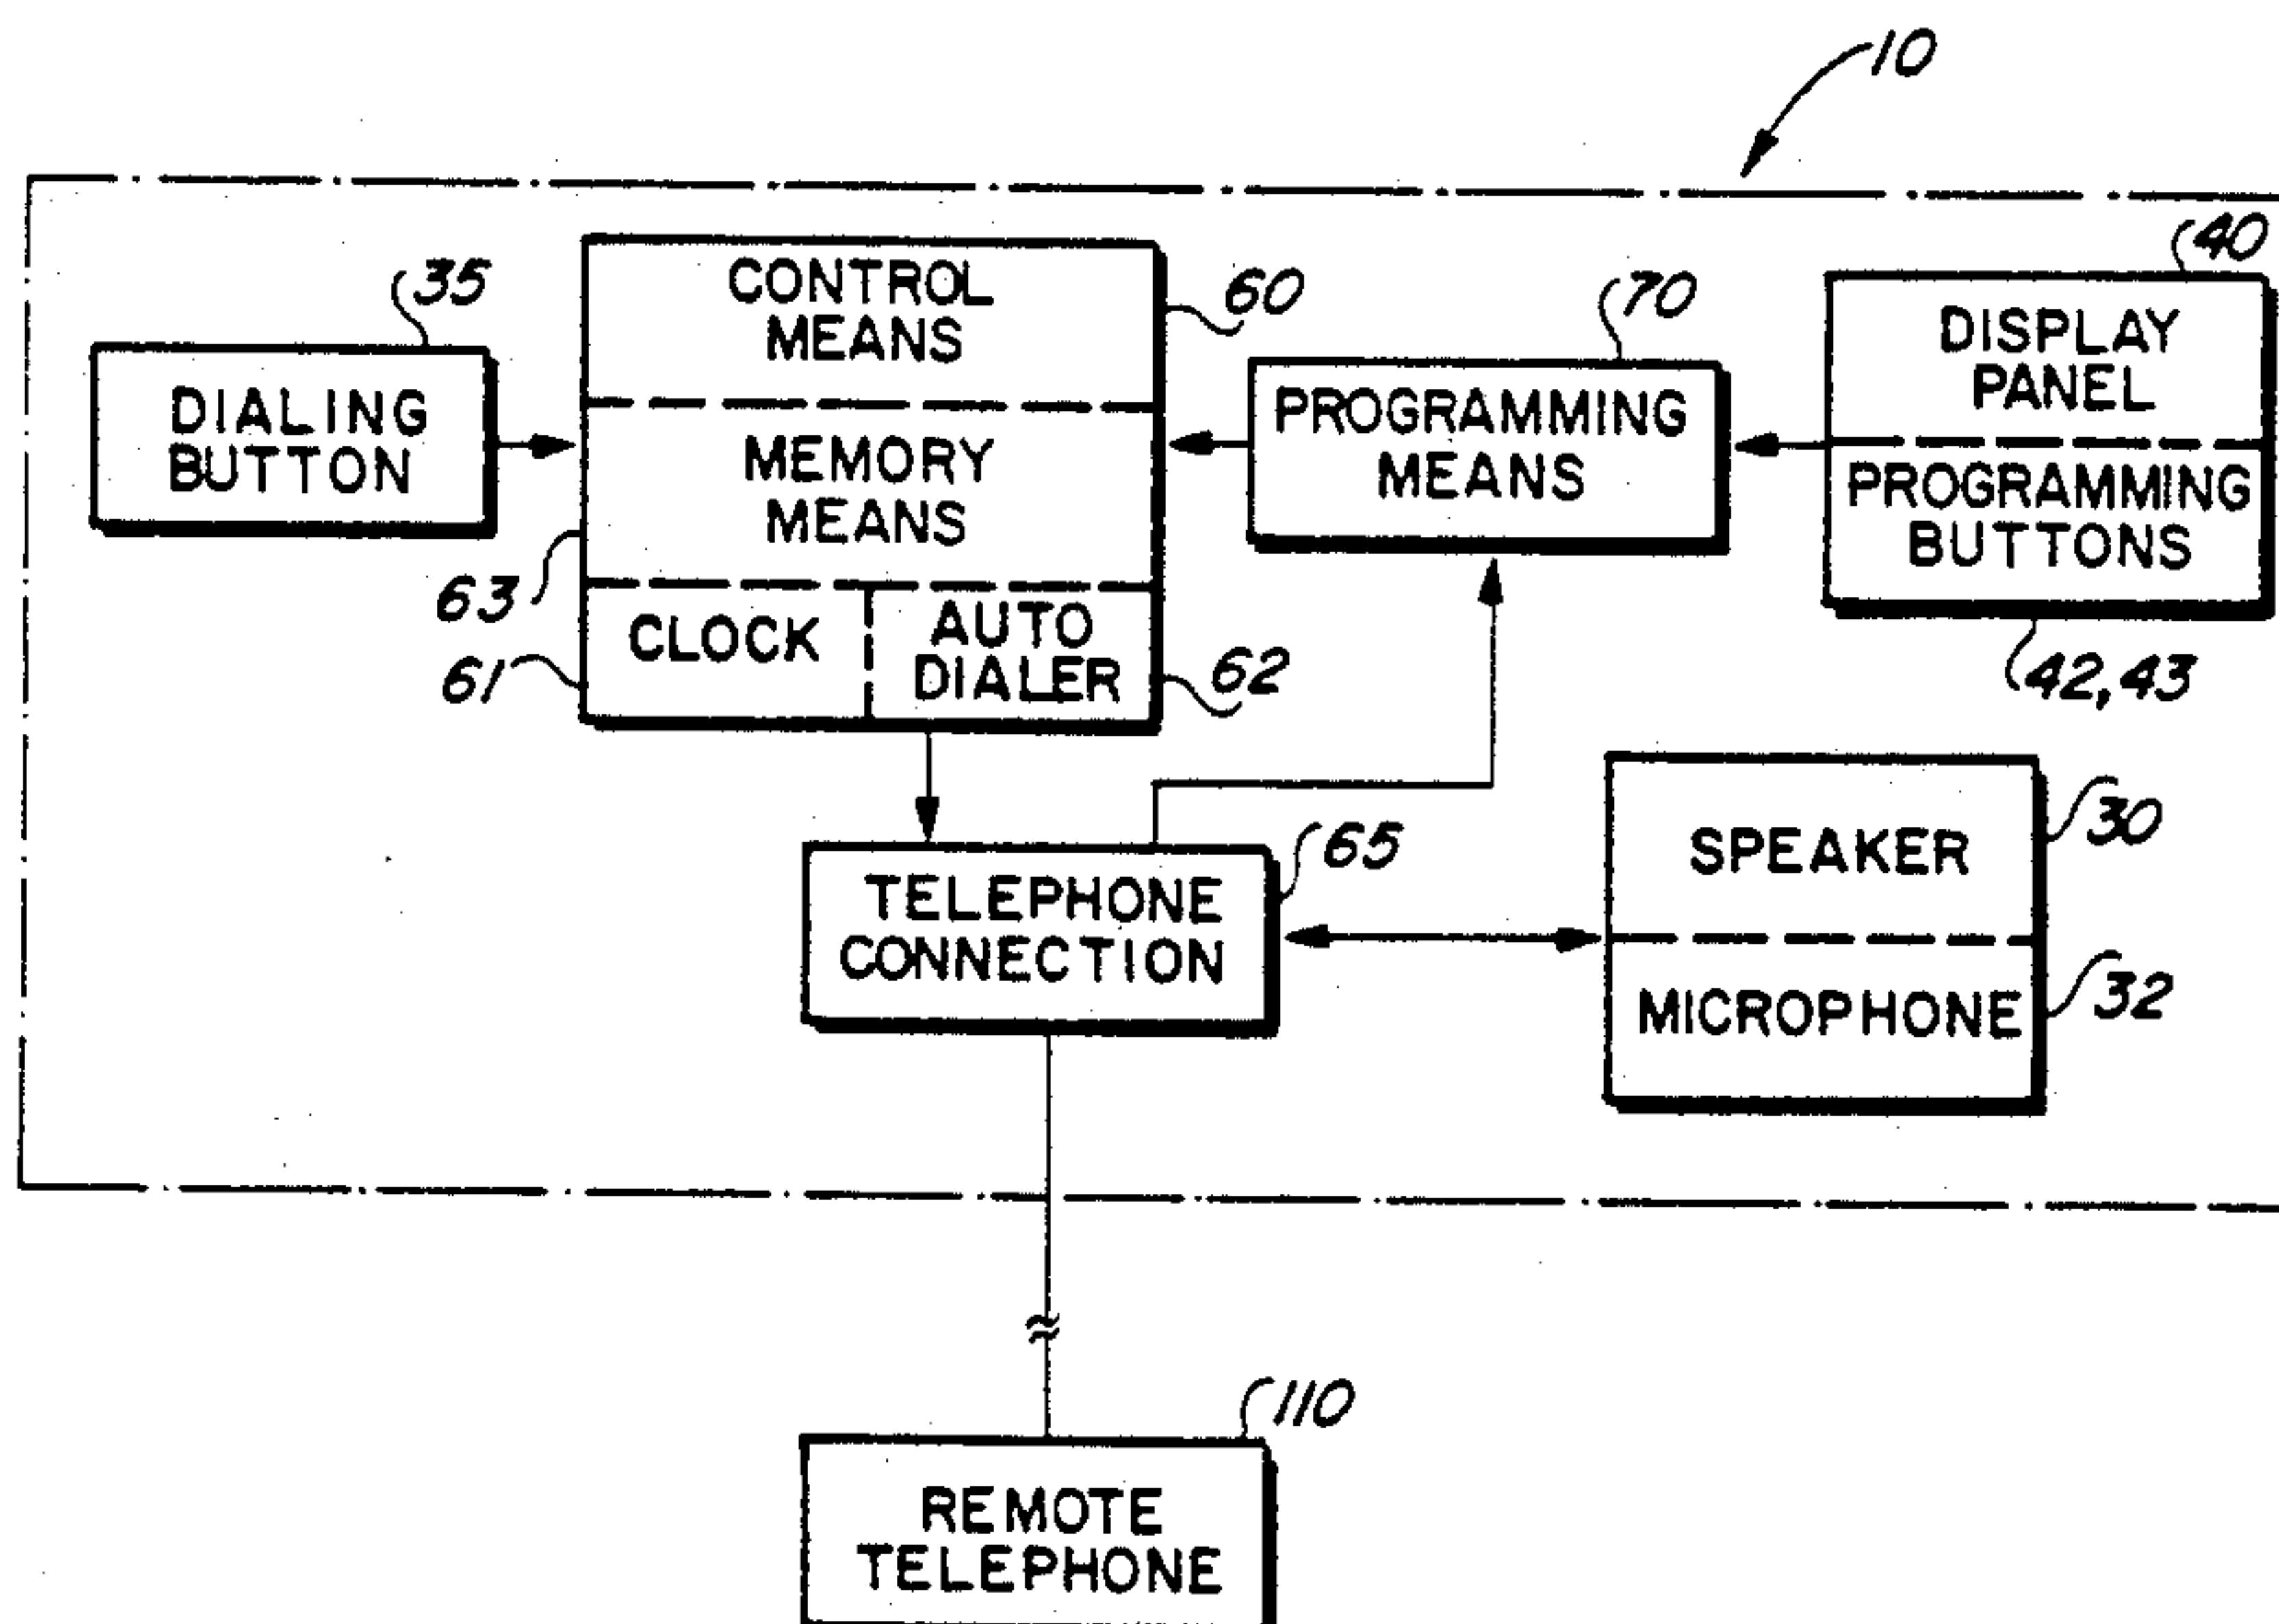 10
40
35
60
70
CONTROL
MEANS
DISPLAY
PANEL
DIALING
BUTTON
MEMORY
MEANS
PROGRAMMING
MEANS
PROGRAMMING
BUTTONS
63
61
CLOCK
AUTO
DIALER
62
42,43
65
TELEPHONE
CONNECTION
SPEAKER
30
MICROPHONE
32
110
REMOTE
TELEPHONE